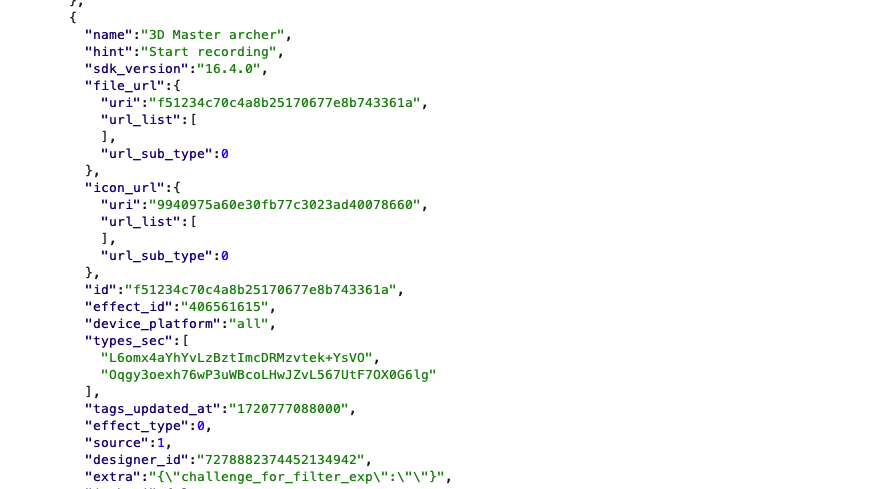 },
{
"name":"3D Master archer",
"hint":"Start recording",
"sdk_version":"16.4.0",
"file_url":{
"uri":"f51234c70c4a8b25170677e8b743361a",
"url_list":[
],
"url_sub_type":0
},
"icon_url":{
"uri":"9940975a60e30fb77c3023ad40078660",
"url_list":[
],
"url_sub_type":0
},
"id":"f51234c70c4a8b25170677e8b743361a",
"effect_id":"406561615",
"device_platform":"all",
"types_sec":[
"L6omx4aYhYvLzBztImcDRMzvtek+YsVO",
"Oqgy3oexh76wP3uWBcoLHwJZvL567UtF7OX0G6lg"
],
"tags_updated_at":"1720777088000",
"effect_type":0,
"source":1,
"designer_id":"7278882374452134942",
"extra":"{\"challenge_for_filter_exp\":\"\"}",